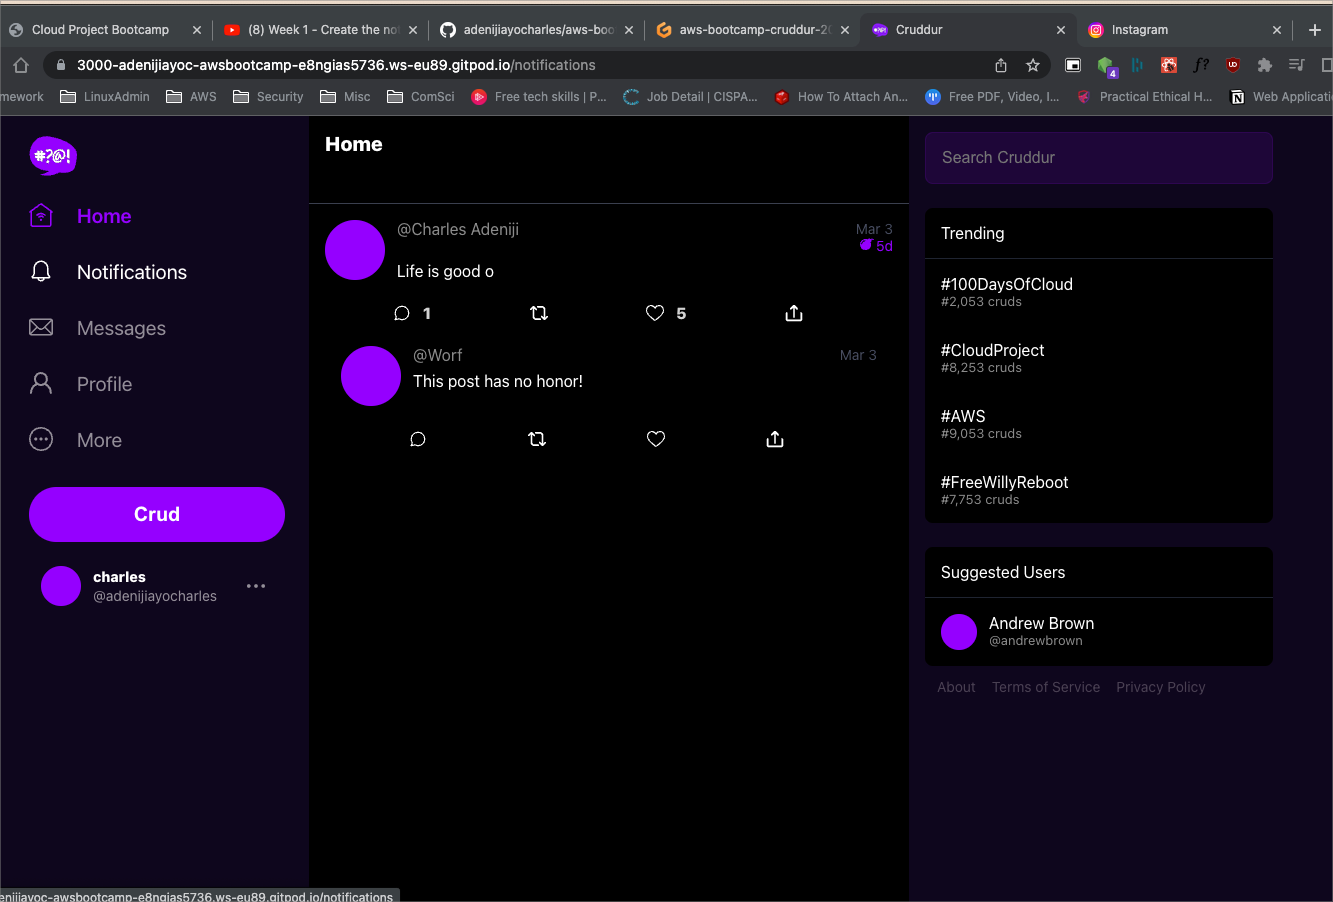 Cloud Project Bootcamp
(8) Week 1 - Create the no
adenijiayocharles/aws-boo
aws-bootcamp-cruddur-20
Cruddur
Instagram
3000-adenijiayoc-awsbootcamp-e8ngias5736.ws-eu89.gitpod.io/notifications
4
mework
LinuxAdmin
AWS
Security
Misc
ComSci
Free tech skills | P...
Job Detail | CISPA...
How To Attach An...
Free PDF, Video, I...
Practical Ethical H...
Web Applicati
#?@!
Home
Notifications
Messages
Profile
More
Crud
charles
@adenijiayocharles
Home
@Charles Adeniji
Mar 3
5d
Life is good o
1
5
@Worf
Mar 3
This post has no honor!
Search Cruddur
Trending
#100DaysOfCloud
#2,053 cruds
#CloudProject
#8,253 cruds
#AWS
#9,053 cruds
#FreeWillyReboot
#7,753 cruds
Suggested Users
Andrew Brown
@andrewbrown
About
Terms of Service
Privacy Policy
enijiayoc-awsbootcamp-e8ngias5736.ws-eu89.gitpod.io/notifications